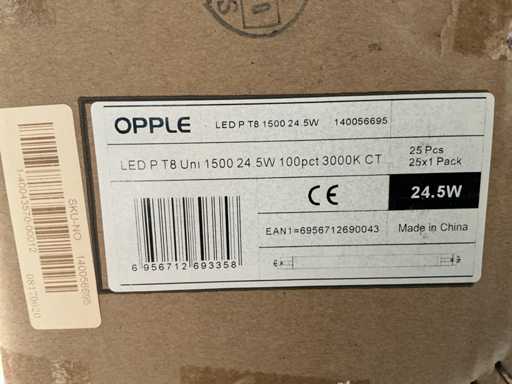 OPPLE
LED P T8 1500 24.5W 140056695
LED P T8 Uni 1500 24.5W 100pct 3000K CT
25 Pcs
25x1 Pack
CE
24.5W
EAN1=6956712690043
Made in China
6 956712 693358
SKU-NO 140056695